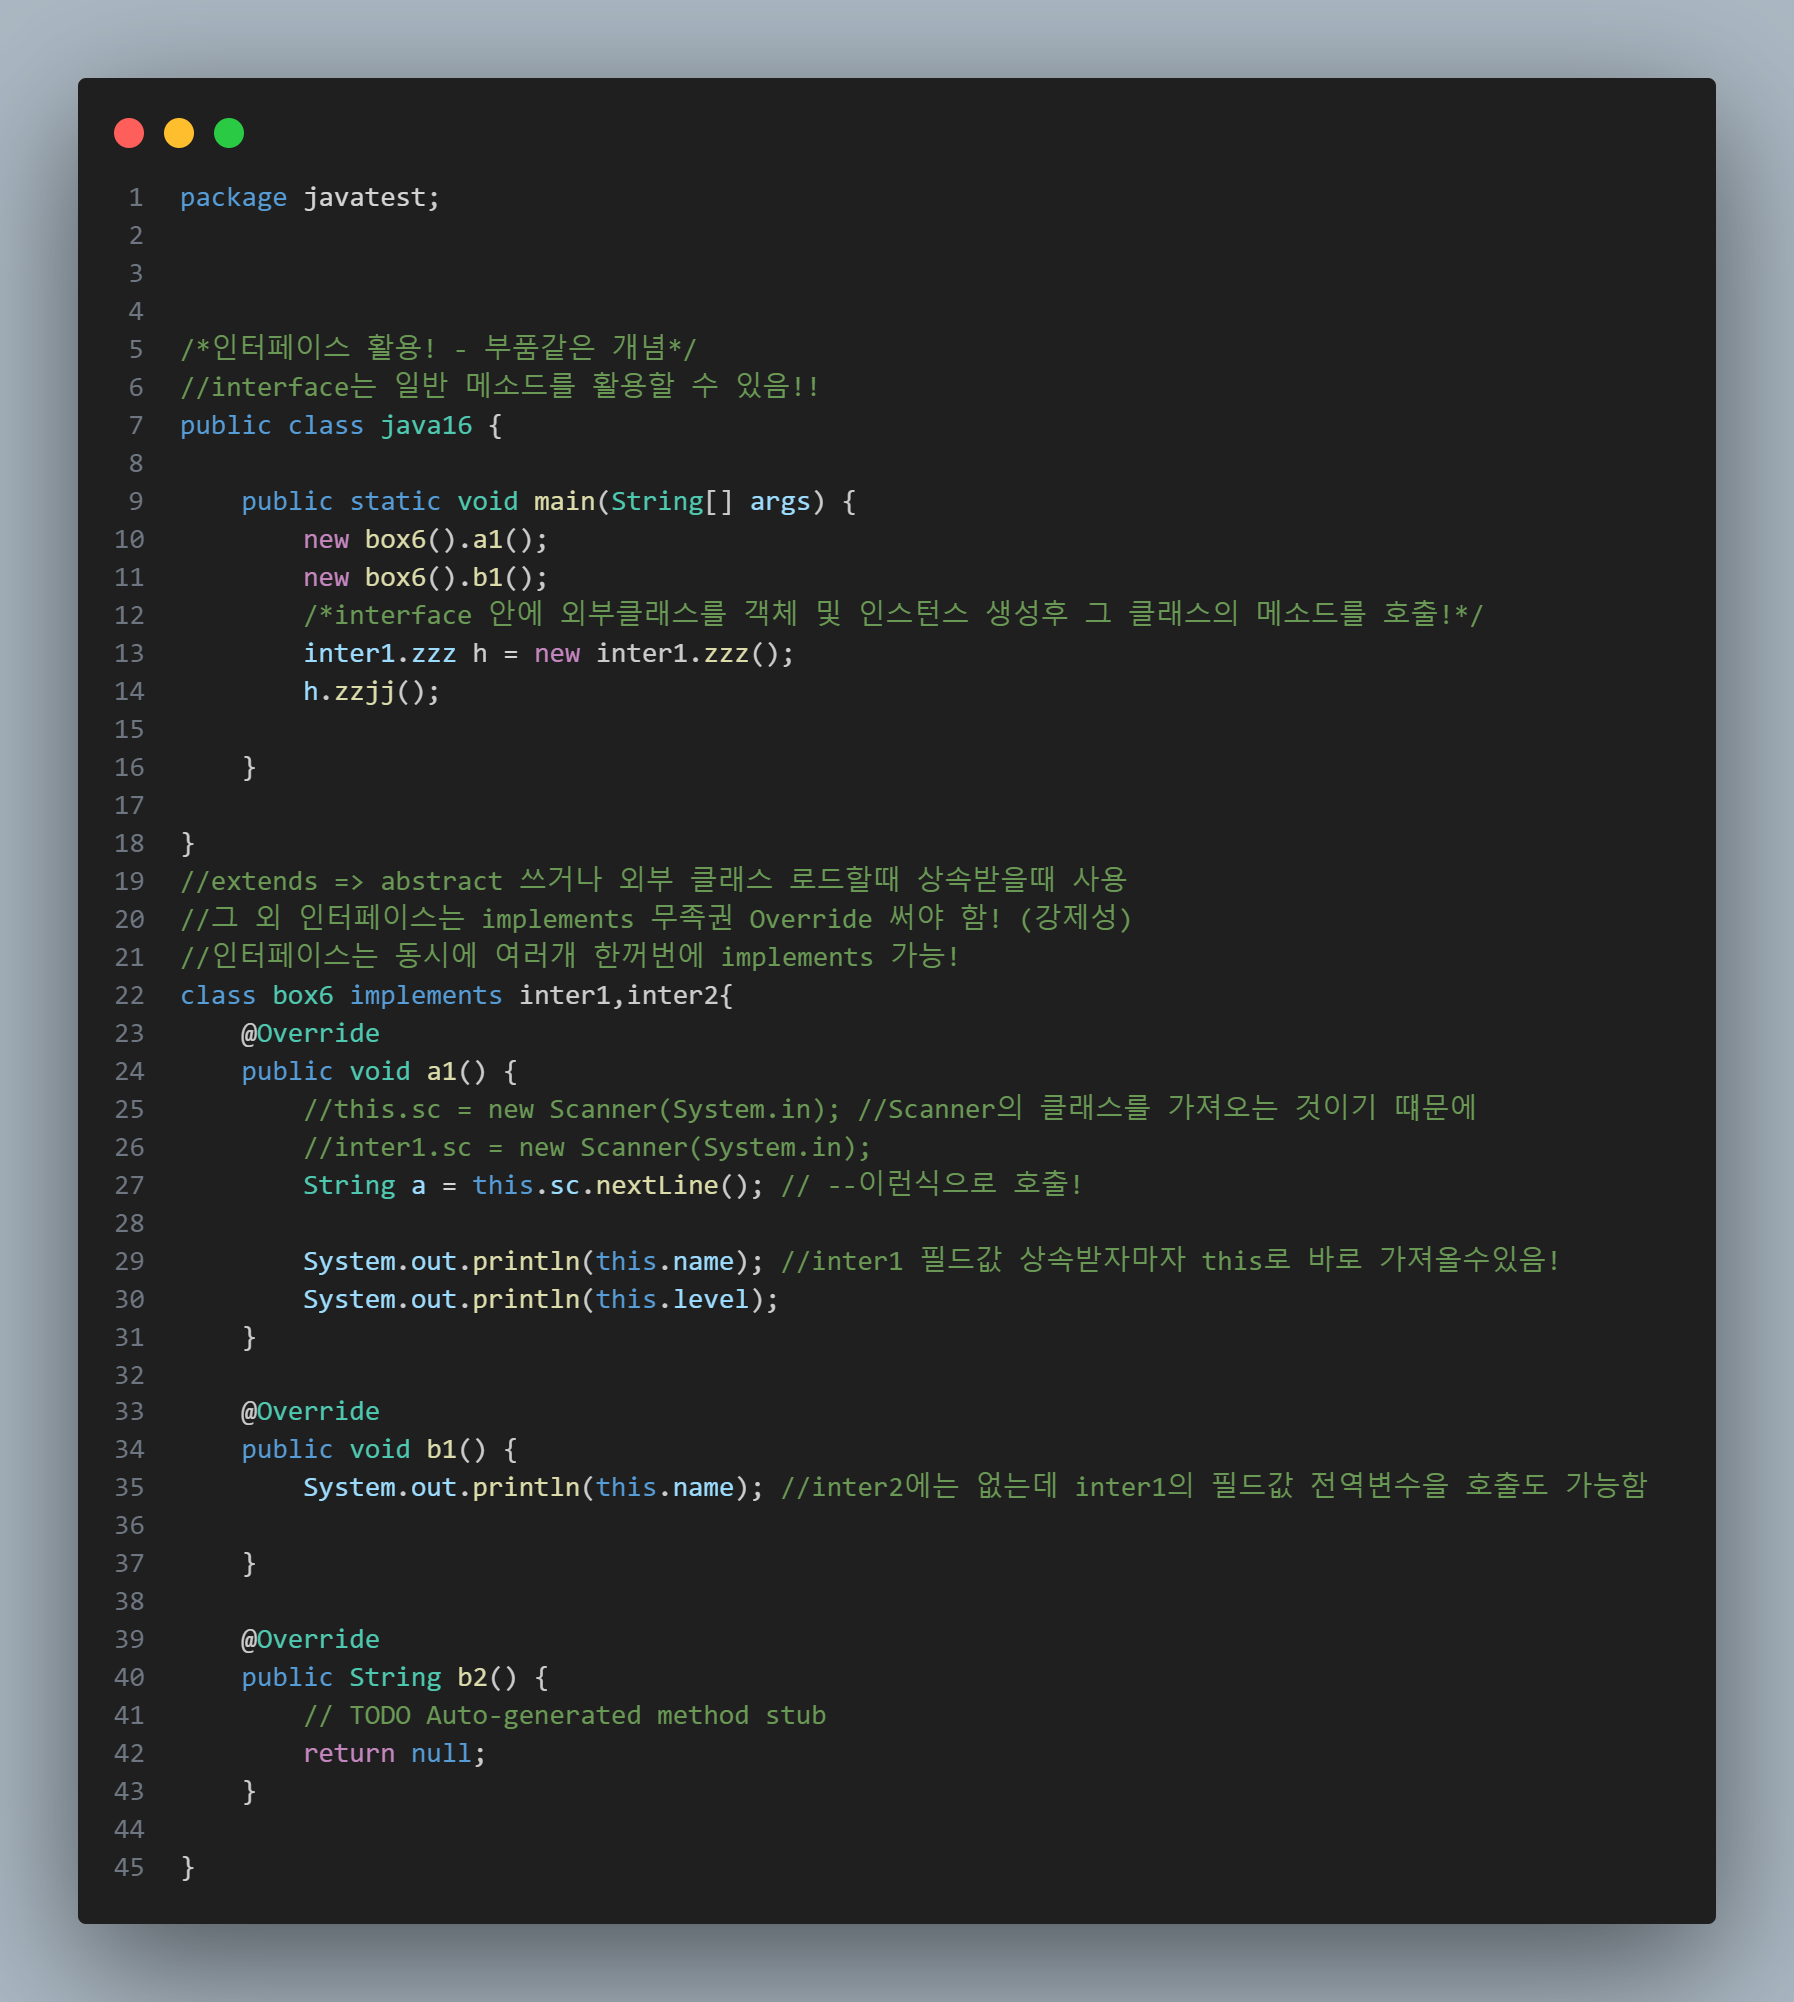 1 package javatest;
2
3
4
5 /*인터페이스 활용! - 부품같은 개념*/
6 //interface는 일반 메소드를 활용할 수 있음!!
7 public class java16 {
8
9     public static void main(String[] args) {
10         new box6().a1();
11         new box6().b1();
12         /*interface 안에 외부클래스를 객체 및 인스턴스 생성후 그 클래스의 메소드를 호출!*/
13         inter1.zzz h = new inter1.zzz();
14         h.zzjj();
15
16     }
17
18 }
19 //extends => abstract 쓰거나 외부 클래스 로드할때 상속받을때 사용
20 //그 외 인터페이스는 implements 무족권 Override 써야 함! (강제성)
21 //인터페이스는 동시에 여러개 한꺼번에 implements 가능!
22 class box6 implements inter1,inter2{
23     @Override
24     public void a1() {
25         //this.sc = new Scanner(System.in); //Scanner의 클래스를 가져오는 것이기 떄문에
26         //inter1.sc = new Scanner(System.in);
27         String a = this.sc.nextLine(); // --이런식으로 호출!
28
29         System.out.println(this.name); //inter1 필드값 상속받자마자 this로 바로 가져올수있음!
30         System.out.println(this.level);
31     }
32
33     @Override
34     public void b1() {
35         System.out.println(this.name); //inter2에는 없는데 inter1의 필드값 전역변수을 호출도 가능함
36
37     }
38
39     @Override
40     public String b2() {
41         // TODO Auto-generated method stub
42         return null;
43     }
44
45 }